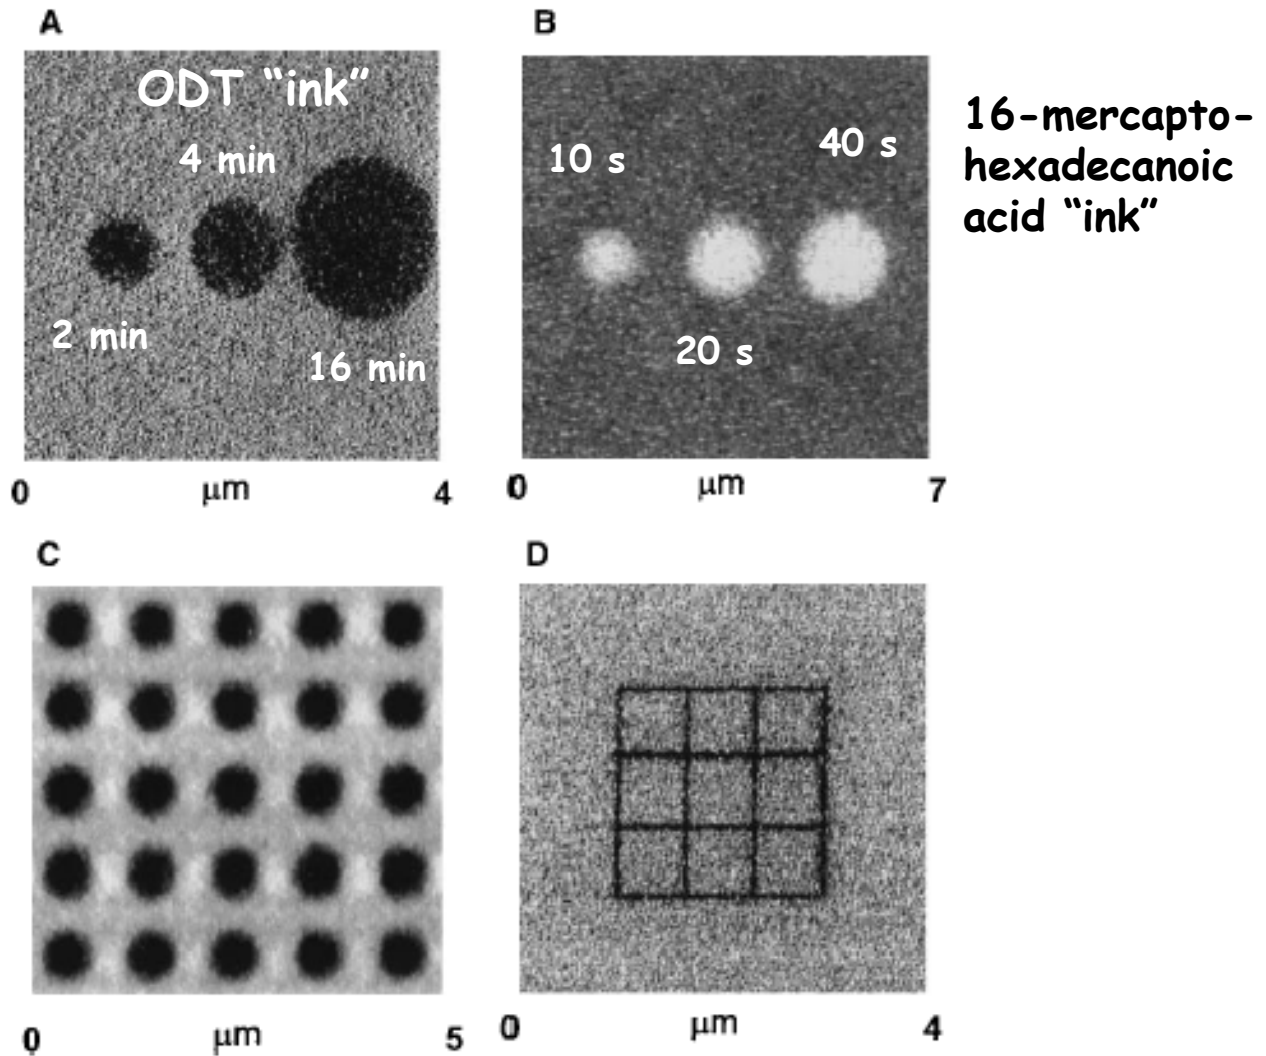 A
B
ODT “ink”
4 min
2 min
16 min
10 s
40 s
20 s
16-mercapto-
hexadecanoic
acid “ink”
0 μm 4
0 μm 7
C
D
0 μm 5
0 μm 4